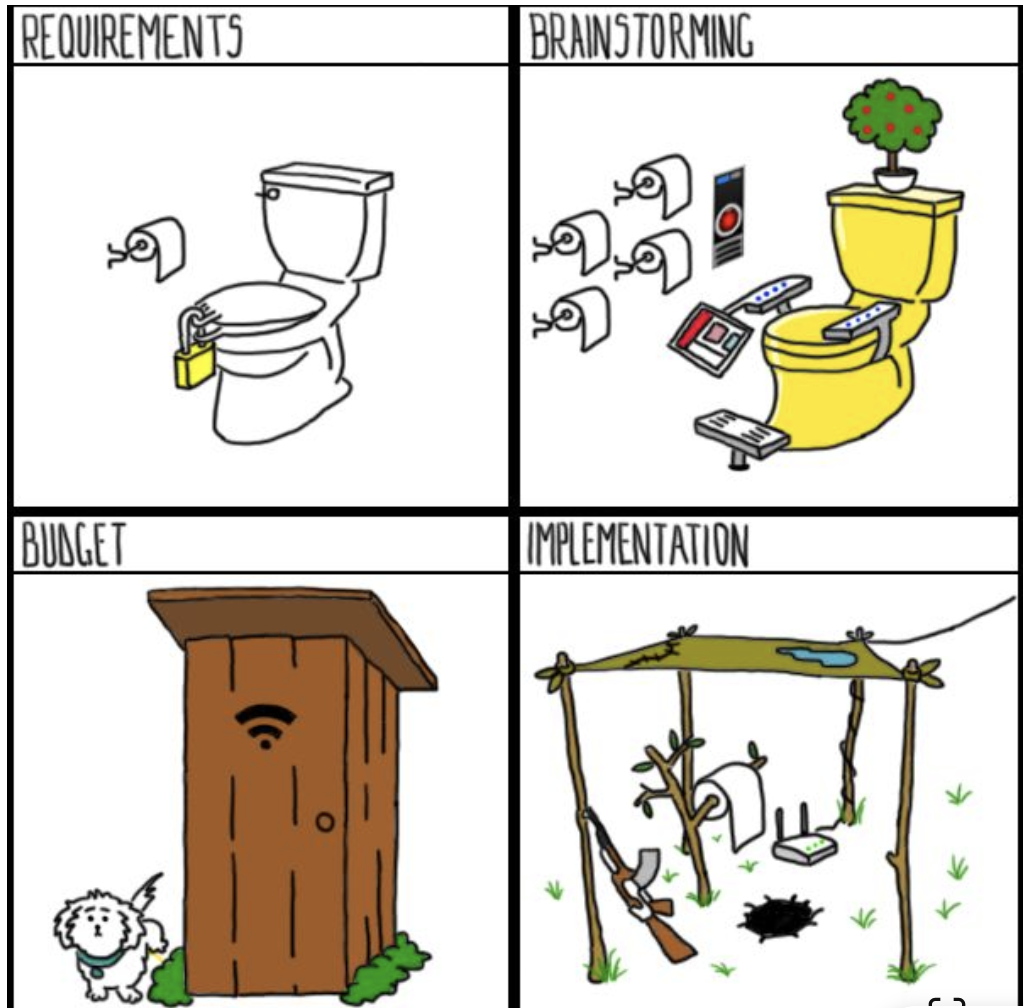 REQUIREMENTS
BRAINSTORMING
BUDGET
IMPLEMENTATION